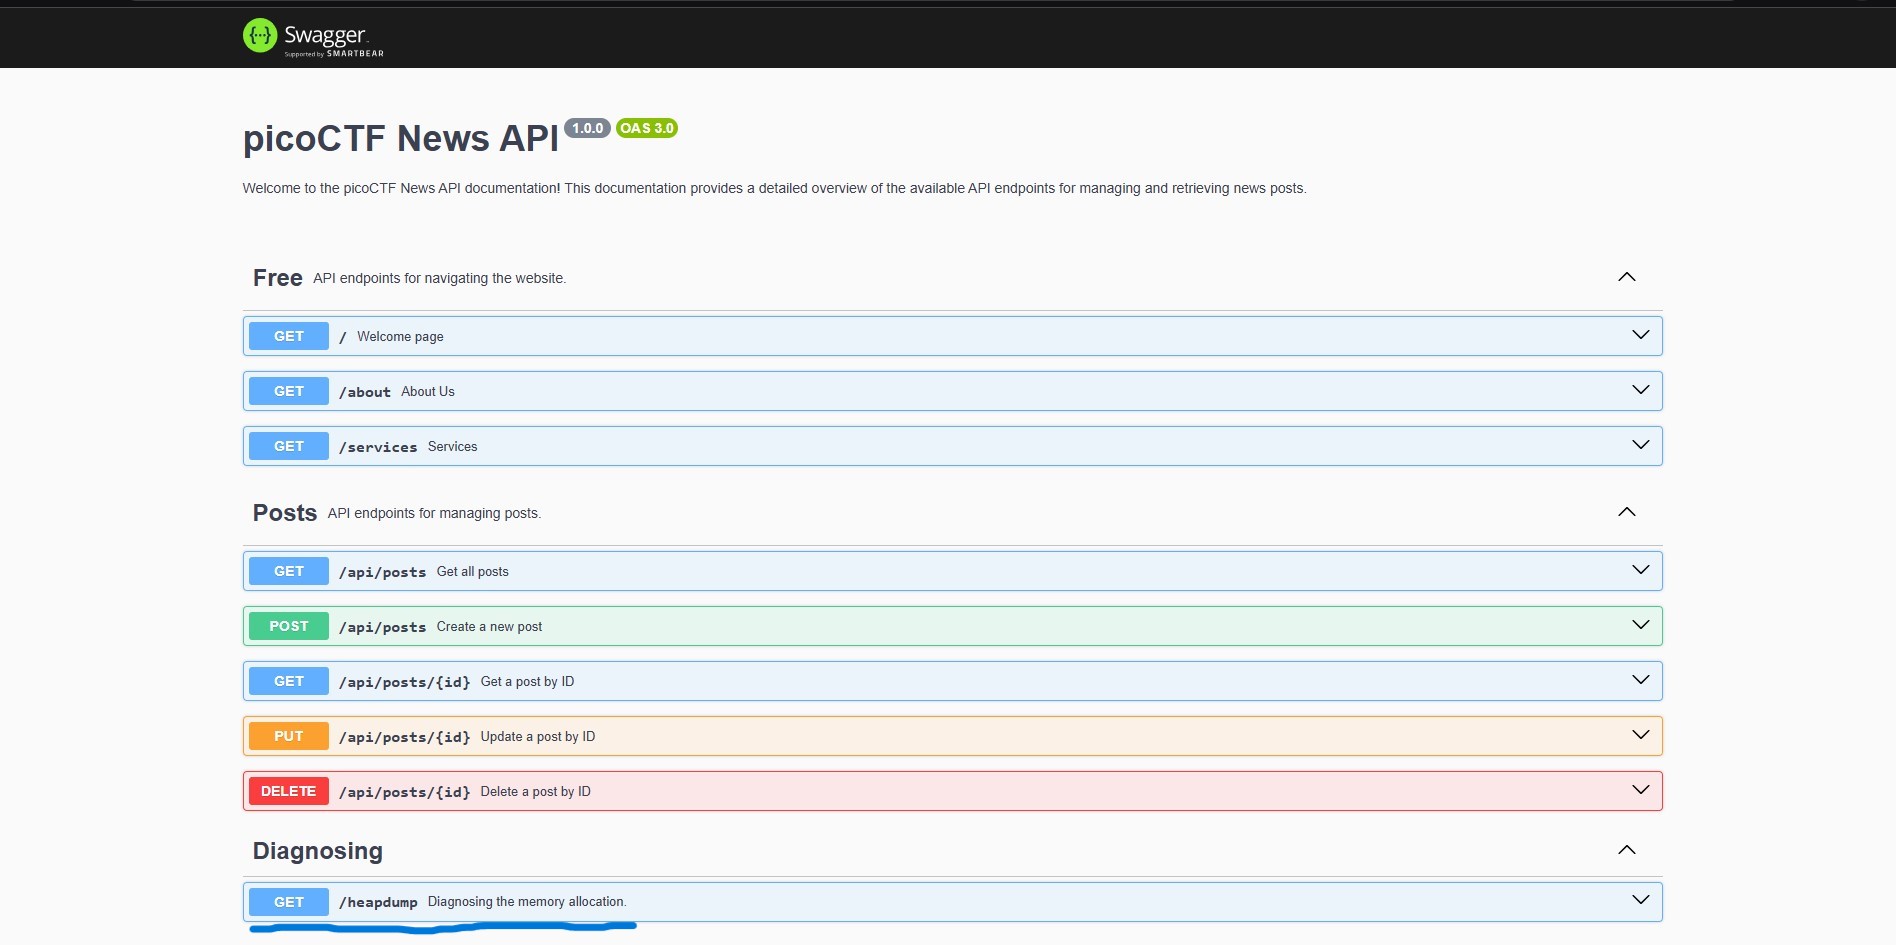 Swagger
Supported by SMARTBEAR
picoCTF News API 1.0.0 OAS 3.0
Welcome to the picoCTF News API documentation! This documentation provides a detailed overview of the available API endpoints for managing and retrieving news posts.
Free API endpoints for navigating the website.
GET / Welcome page
GET /about About Us
GET /services Services
Posts API endpoints for managing posts.
GET /api/posts Get all posts
POST /api/posts Create a new post
GET /api/posts/{id} Get a post by ID
PUT /api/posts/{id} Update a post by ID
DELETE /api/posts/{id} Delete a post by ID
Diagnosing
GET /heapdump Diagnosing the memory allocation.